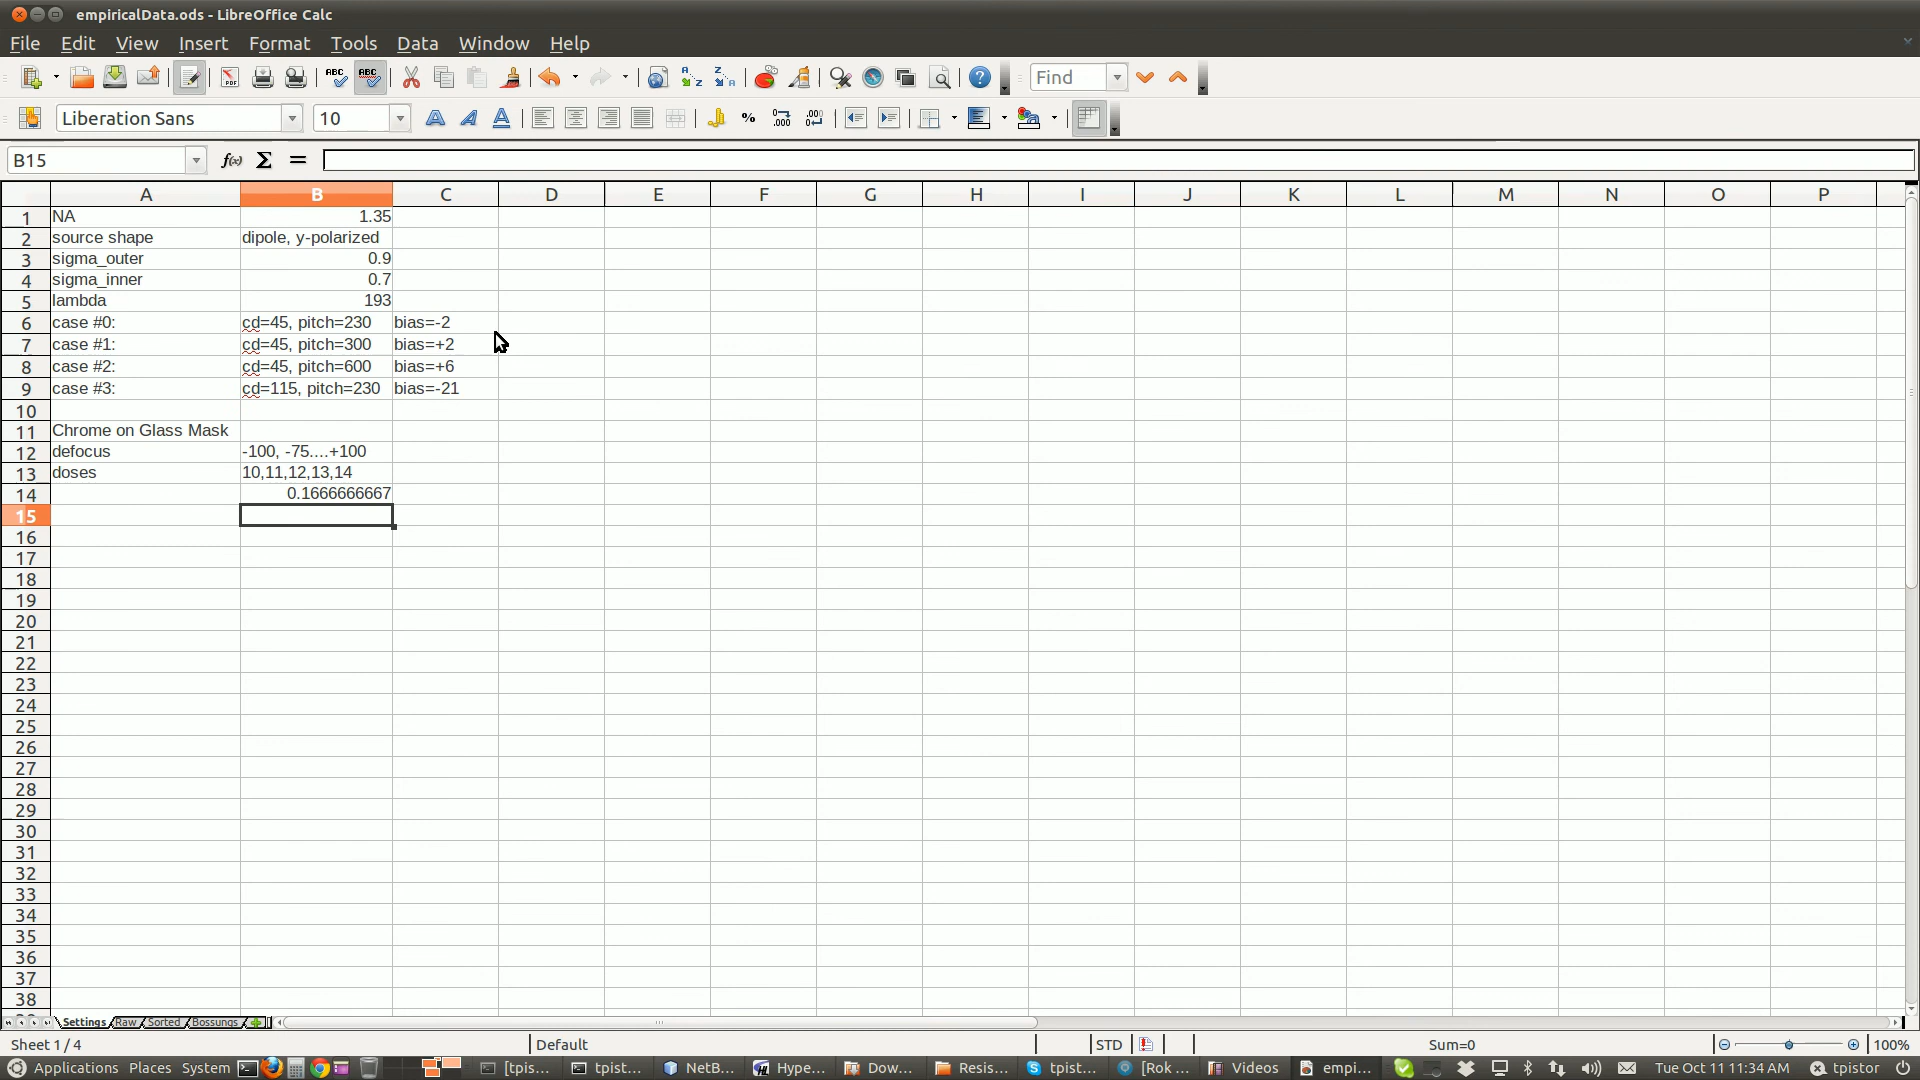 empiricalData.ods - LibreOffice Calc
File Edit View Insert Format Tools Data Window Help
ABC ABC Find
Liberation Sans 10
B15 f(x) Σ =
A B C D E F G H I J K L M N O P
1 NA 1.35
2 source shape dipole, y-polarized
3 sigma_outer 0.9
4 sigma_inner 0.7
5 lambda 193
6 case #0: cd=45, pitch=230 bias=-2
7 case #1: cd=45, pitch=300 bias=+2
8 case #2: cd=45, pitch=600 bias=+6
9 case #3: cd=115, pitch=230 bias=-21
10
11 Chrome on Glass Mask
12 defocus -100, -75....+100
13 doses 10,11,12,13,14
14 0.1666666667
15
16
17
18
19
20
21
22
23
24
25
26
27
28
29
30
31
32
33
34
35
36
37
38
Settings Raw Sorted Bossungs
Sheet 1 / 4 Default STD Sum=0 100%
Applications Places System [tpis... tpist... NetB... Hype... Dow... Resis... tpist... [Rok ... Videos empi... Tue Oct 11 11:34 AM tpistor